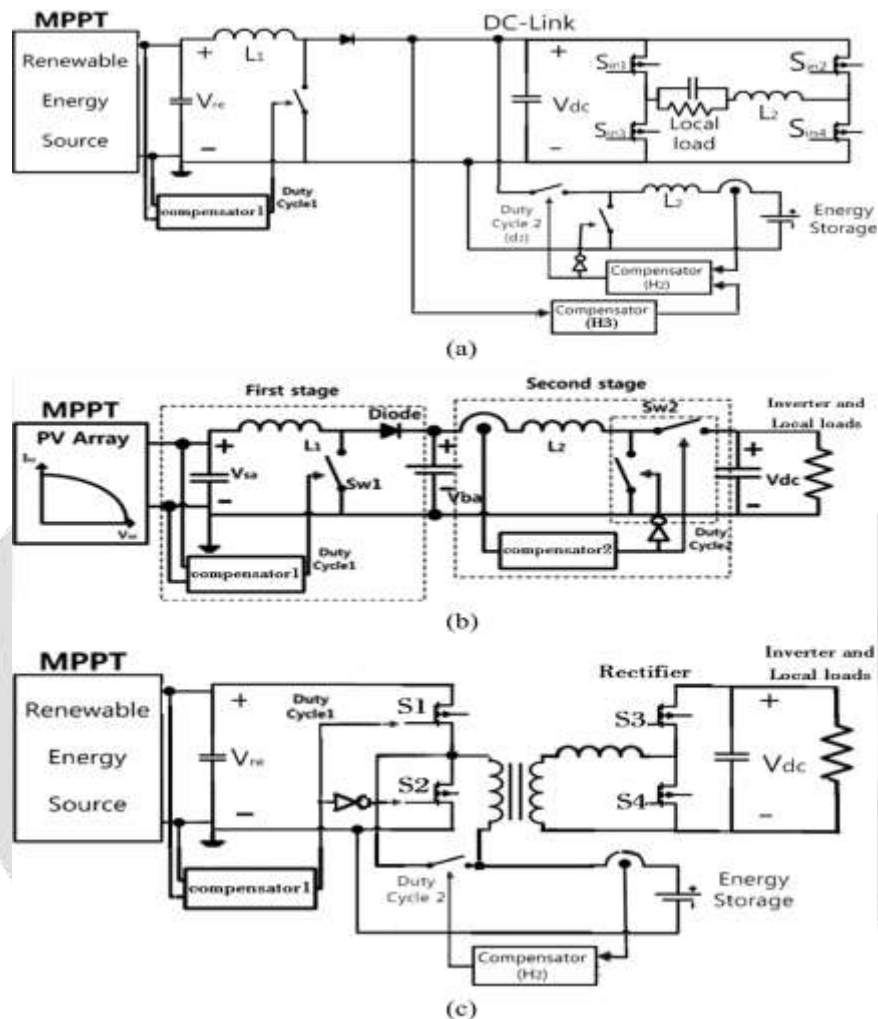 MPPT
Renewable
Energy
Source
+
Vre
−
L1
compensator1
Duty
Cycle1
DC-Link
+
Vdc
−
Sin1
Sin2
Sin3
Sin4
Local
load
L2
Duty
Cycle 2
(d2)
L2
Energy
Storage
Compensator
(H2)
Compensator
(H3)
(a)
MPPT
PV Array
First stage
+
Vsa
−
L1
Sw1
Diode
compensator1
Duty
Cycle1
+
−
Vba
Second stage
L2
Sw2
compensator2
Duty
Cycle2
+
Vdc
−
Inverter and
Local loads
(b)
MPPT
Renewable
Energy
Source
+
Vre
−
compensator1
Duty
Cycle1
S1
S2
Rectifier
S3
S4
+
Vdc
−
Inverter and
Local loads
Duty
Cycle 2
Compensator
(H2)
Energy
Storage
(c)